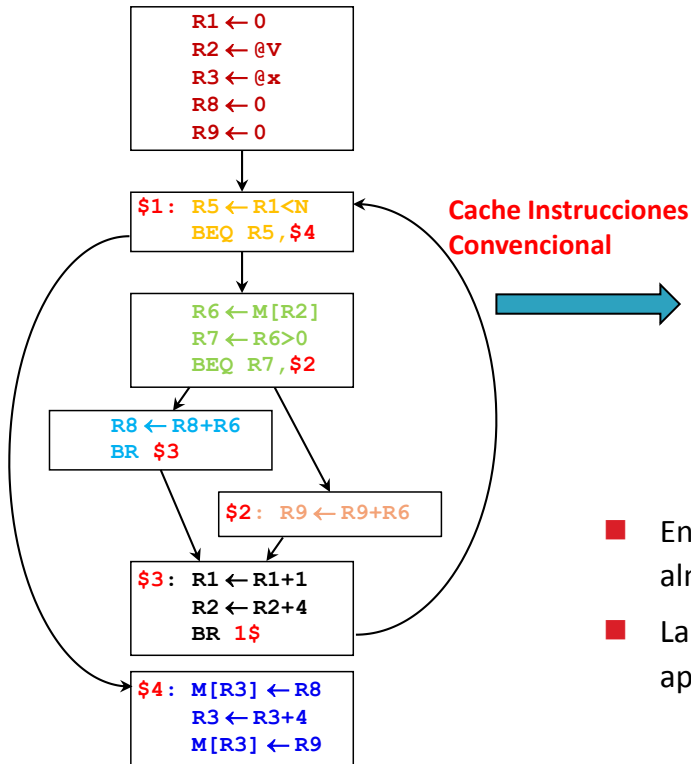 R1 ← 0
R2 ← @V
R3 ← @x
R8 ← 0
R9 ← 0
$1: R5 ← R1<N
BEQ R5,$4
Cache Instrucciones
Convencional
R6 ← M[R2]
R7 ← R6>0
BEQ R7,$2
R8 ← R8+R6
BR $3
$2: R9 ← R9+R6
$3: R1 ← R1+1
R2 ← R2+4
BR 1$
$4: M[R3] ← R8
R3 ← R3+4
M[R3] ← R9
En
La